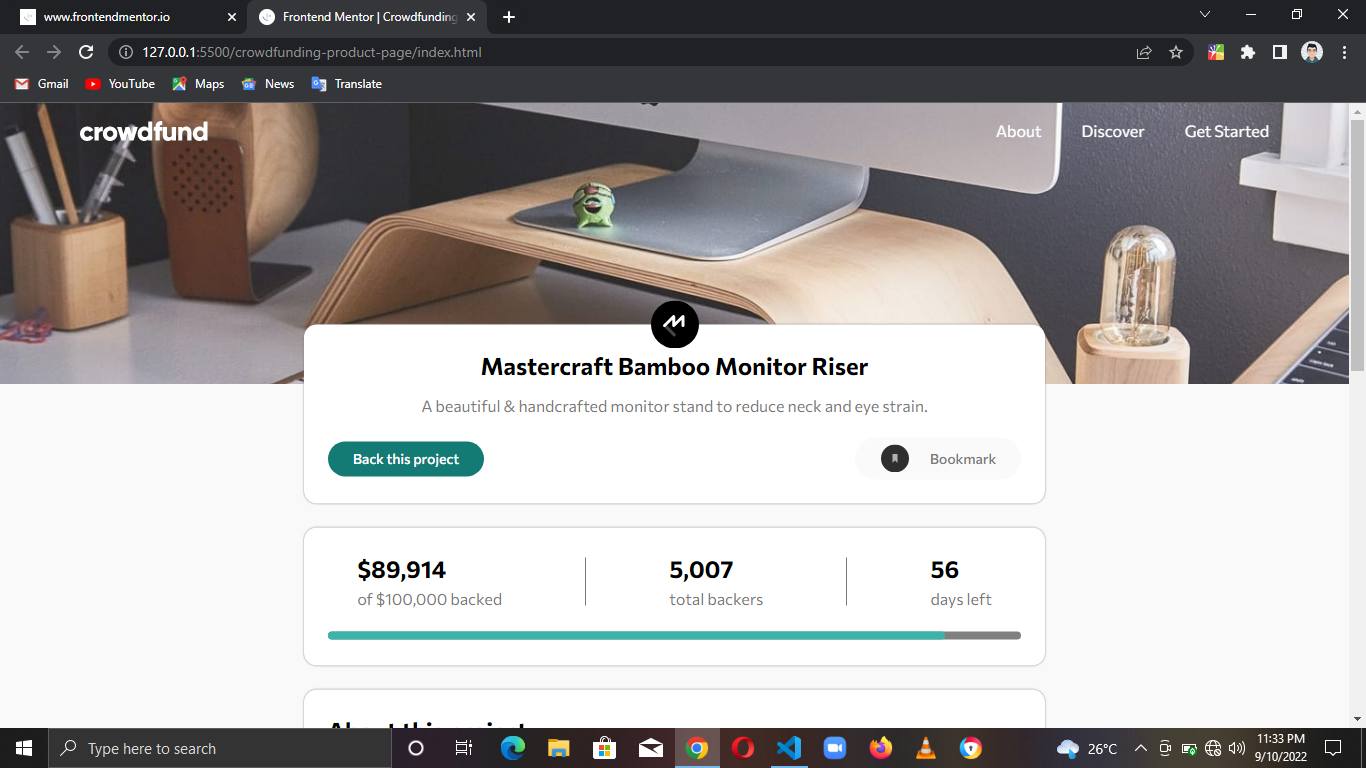 www.frontendmentor.io
Frontend Mentor | Crowdfunding
127.0.0.1:5500/crowdfunding-product-page/index.html
Gmail
YouTube
Maps
News
Translate
crowdfund
About
Discover
Get Started
Mastercraft Bamboo Monitor Riser
A beautiful & handcrafted monitor stand to reduce neck and eye strain.
Back this project
Bookmark
$89,914
5,007
56
of $100,000 backed
total backers
days left
About this project
Type here to search
26°C
11:33 PM
9/10/2022